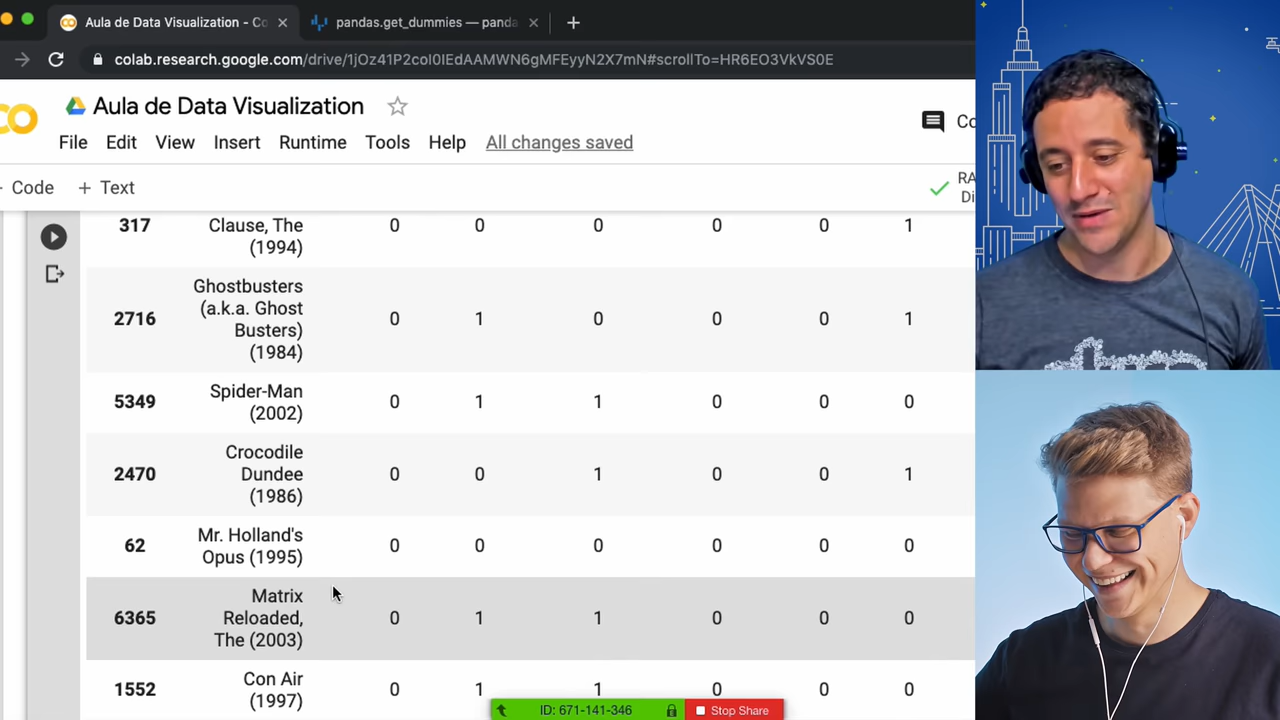 Aula de Data Visualization - Co
pandas.get_dummies — panda
colab.research.google.com/drive/1jOz41P2col0IEdAAMWN6gMFEyyN2X7mN#scrollTo=HR6EO3VkVS0E
Aula de Data Visualization
File Edit View Insert Runtime Tools Help All changes saved
Co
+ Code + Text
RA
Di
317 Clause, The (1994) 0 0 0 0 0 1
2716 Ghostbusters (a.k.a. Ghost Busters) (1984) 0 1 0 0 0 1
5349 Spider-Man (2002) 0 1 1 0 0 0
2470 Crocodile Dundee (1986) 0 0 1 0 0 1
62 Mr. Holland's Opus (1995) 0 0 0 0 0 0
6365 Matrix Reloaded, The (2003) 0 1 1 0 0 0
1552 Con Air (1997) 0 1 1 0 0 0
ID: 671-141-346 Stop Share